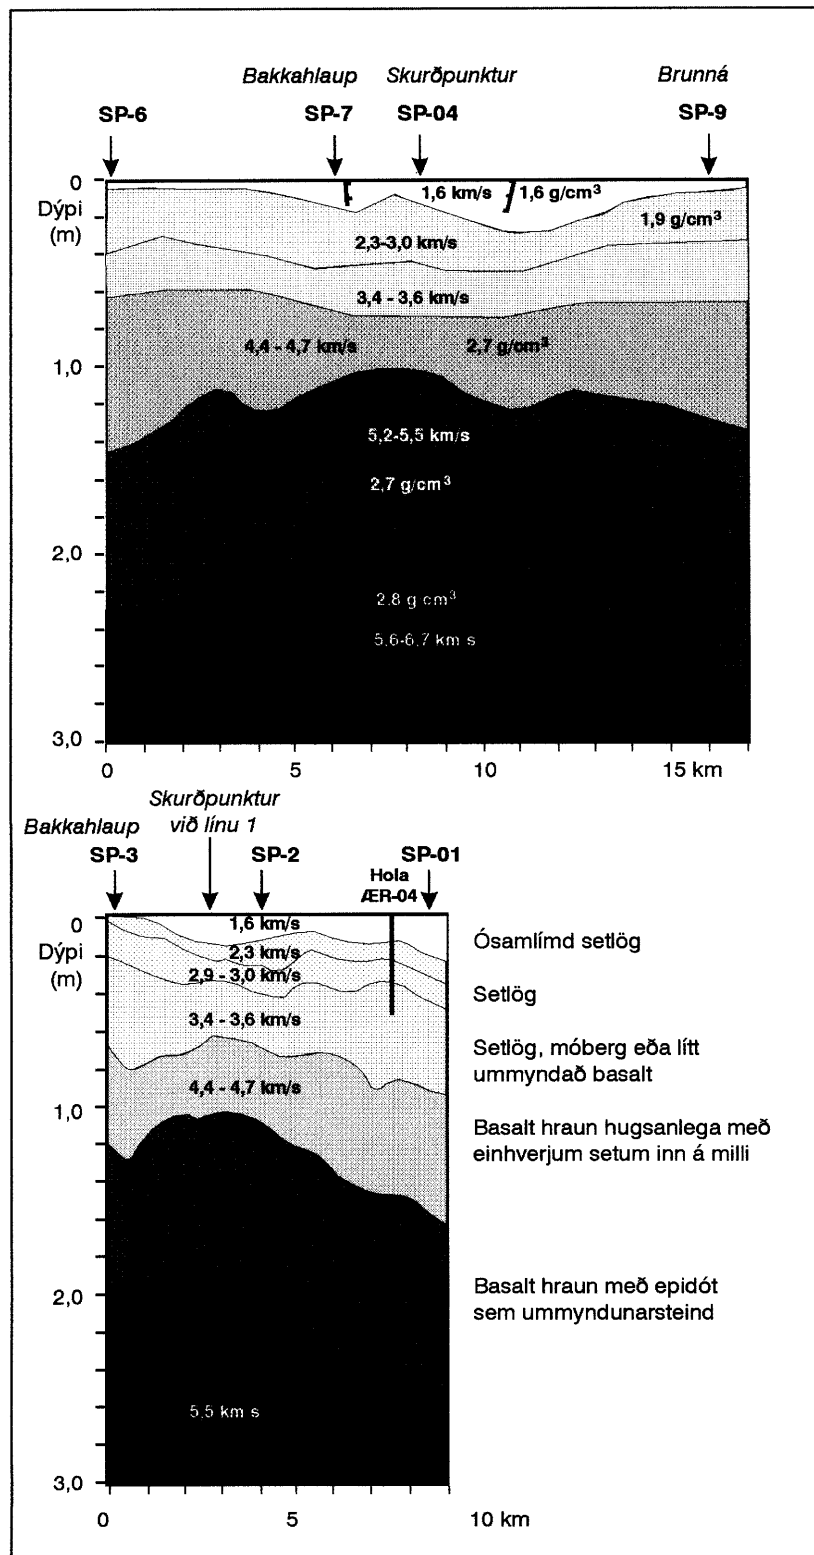 Bakkahlaup Skurðpunktur Brunná
SP-6 SP-7 SP-04 SP-9
0
Dýpi
(m)
1,6 km/s 1,6 g/cm³
1,9 g/cm³
2,3-3,0 km/s
3,4 - 3,6 km/s
4,4 - 4,7 km/s 2,7 g/cm³
1,0
5,2-5,5 km/s
2,7 g/cm³
2,0
2.8 g cm³
5,6-6,7 km s
3,0
0 5 10 15 km
Skurðpunktur
við línu 1
Bakkahlaup
SP-3 SP-2 SP-01
Hola
ÆR-04
0
Dýpi
(m)
1,6 km/s
2,3 km/s
2,9 - 3,0 km/s
3,4 - 3,6 km/s
4,4 - 4,7 km/s
1,0
2,0
5,5 km s
3,0
0 5 10 km
Ósamlímd setlög
Setlög
Setlög, móberg eða lítt
ummyndað basalt
Basalt hraun hugsanlega með
einhverjum setum inn á milli
Basalt hraun með epidót
sem ummyndunarsteind